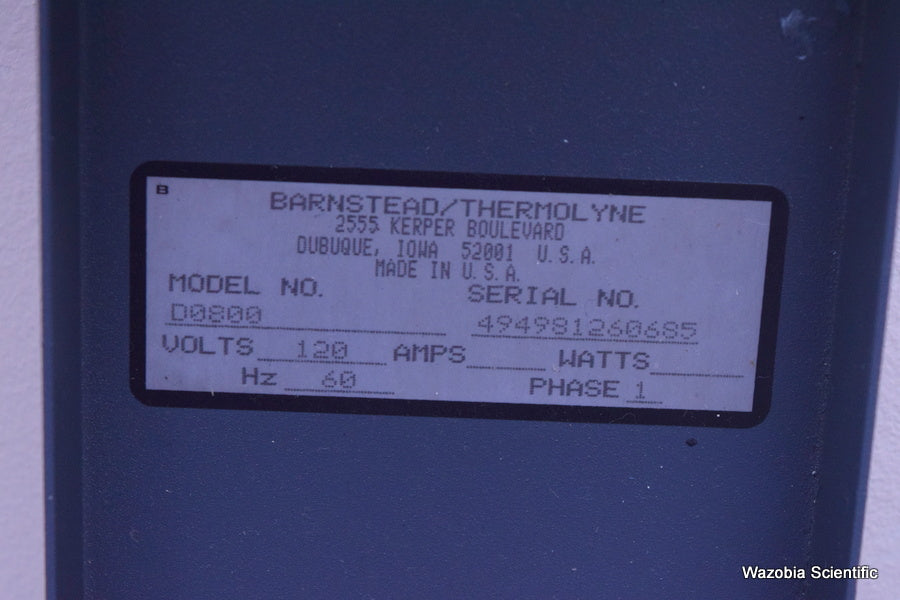 B
BARNSTEAD/THERMOLYNE
2555 KERPER BOULEVARD
DUBUQUE, IOWA 52001 U.S.A.
MADE IN U.S.A.
MODEL NO. SERIAL NO.
D0800 494981260685
VOLTS 120 AMPS WATTS
Hz 60 PHASE 1
Wazobia Scientific